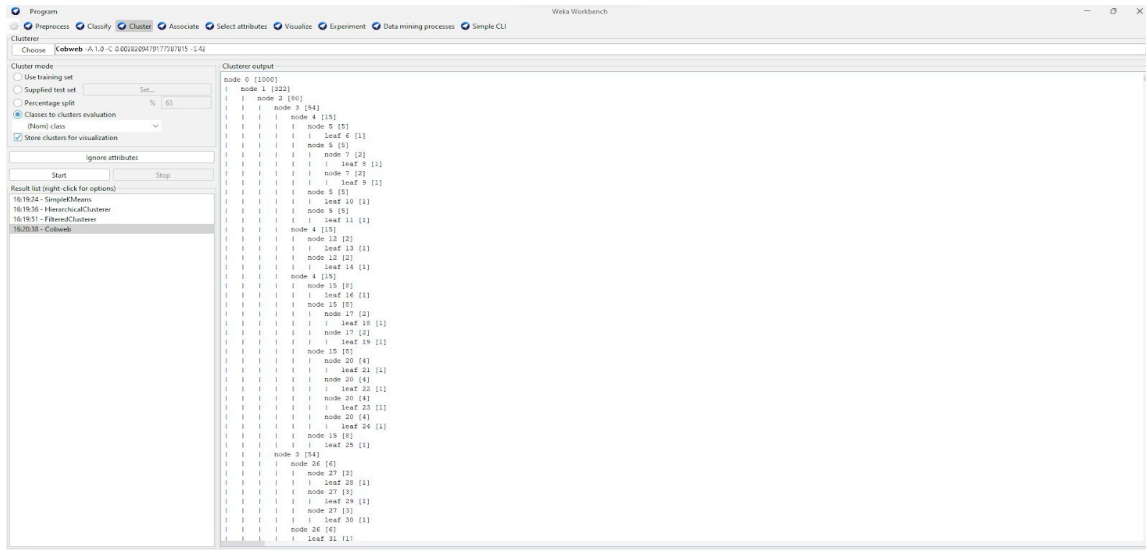 Program
Weka Workbench
Preprocess Classify Cluster Associate Select attributes Visualize Experiment Data mining processes Simple CLI
Clusterer
Choose Cobweb -A 1.0 -C 0.0028209479177387815 -S 42
Cluster mode
Use training set
Supplied test set Set...
Percentage split % 63
Classes to clusters evaluation
(Nom) class
Store clusters for visualization
Ignore attributes
Start Stop
Result list (right-click for options)
16:19:24 - SimpleKMeans
16:19:36 - HierarchicalClusterer
16:19:51 - FilteredClusterer
16:20:38 - Cobweb
Clusterer output
node 0 [1000]
| node 1 [322]
| | node 2 [80]
| | | node 3 [54]
| | | | node 4 [15]
| | | | | node 5 [5]
| | | | | | leaf 6 [1]
| | | | | node 5 [5]
| | | | | | node 7 [2]
| | | | | | | leaf 8 [1]
| | | | | | node 7 [2]
| | | | | | | leaf 9 [1]
| | | | | node 5 [5]
| | | | | | leaf 10 [1]
| | | | | node 5 [5]
| | | | | | leaf 11 [1]
| | | | node 4 [15]
| | | | | node 12 [2]
| | | | | | leaf 13 [1]
| | | | | node 12 [2]
| | | | | | leaf 14 [1]
| | | | node 4 [15]
| | | | | node 15 [8]
| | | | | | leaf 16 [1]
| | | | | node 15 [8]
| | | | | | node 17 [2]
| | | | | | | leaf 18 [1]
| | | | | | node 17 [2]
| | | | | | | leaf 19 [1]
| | | | | node 15 [8]
| | | | | | node 20 [4]
| | | | | | | leaf 21 [1]
| | | | | | node 20 [4]
| | | | | | | leaf 22 [1]
| | | | | | node 20 [4]
| | | | | | | leaf 23 [1]
| | | | | | node 20 [4]
| | | | | | | leaf 24 [1]
| | | | | node 15 [8]
| | | | | | leaf 25 [1]
| | | node 3 [54]
| | | | node 26 [6]
| | | | | node 27 [3]
| | | | | | leaf 28 [1]
| | | | | node 27 [3]
| | | | | | leaf 29 [1]
| | | | | node 27 [3]
| | | | | | leaf 30 [1]
| | | | node 26 [6]
| | | | | leaf 31 [1]